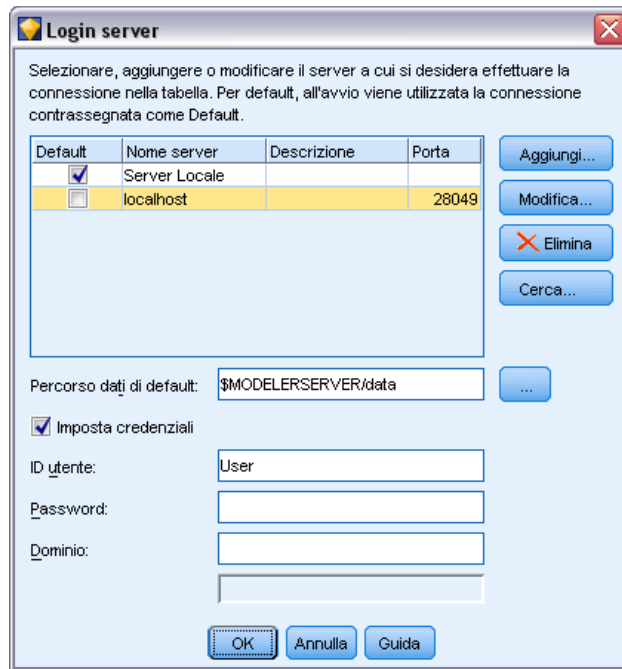 Login server
Selezionare, aggiungere o modificare il server a cui si desidera effettuare la
connessione nella tabella. Per default, all'avvio viene utilizzata la connessione
contrassegnata come Default.
Default Nome server Descrizione Porta
Server Locale
localhost 28049
Aggiungi...
Modifica...
Elimina
Cerca...
Percorso dati di default: $MODELERSERVER/data ...
Imposta credenziali
ID utente: User
Password:
Dominio:
OK Annulla Guida